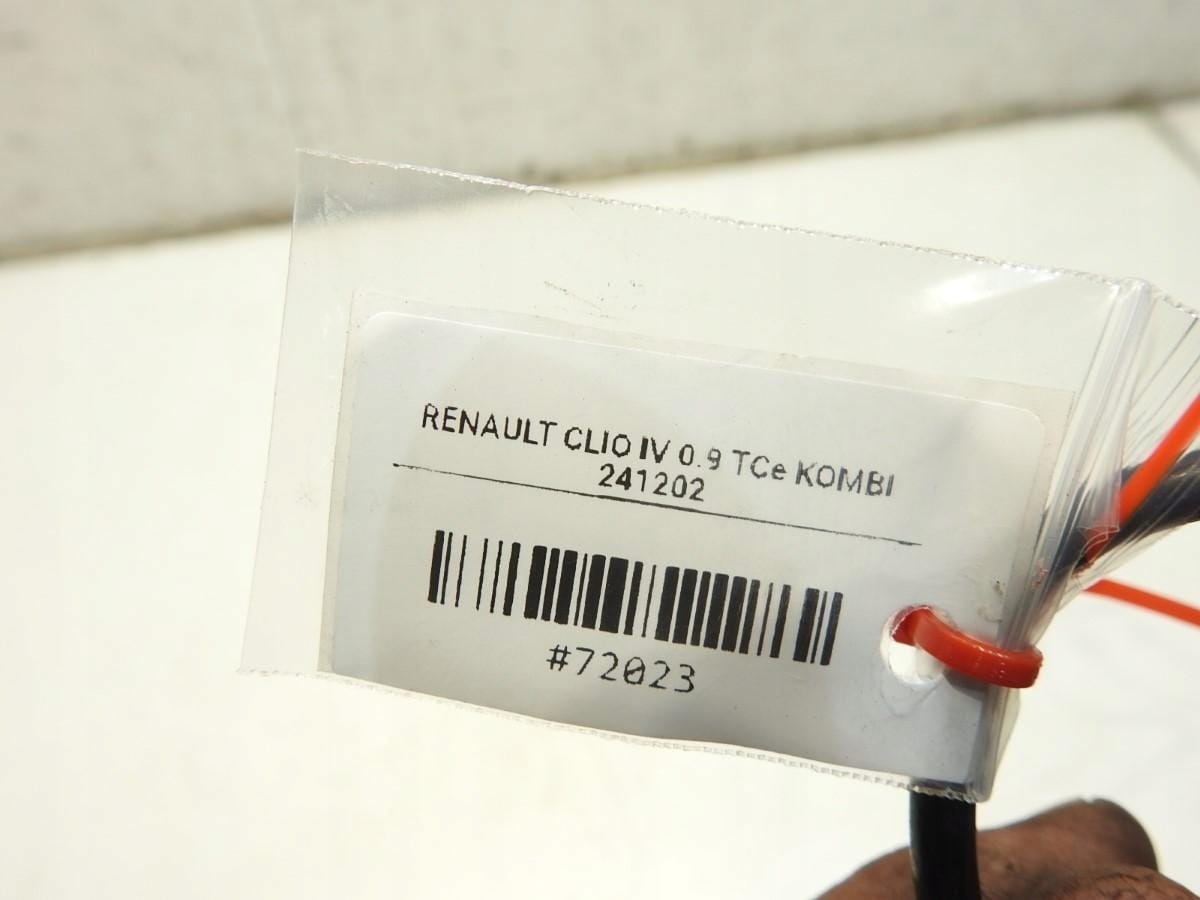 RENAULT CLIO IV 0.9 TCe KOMBI
241202
#72023